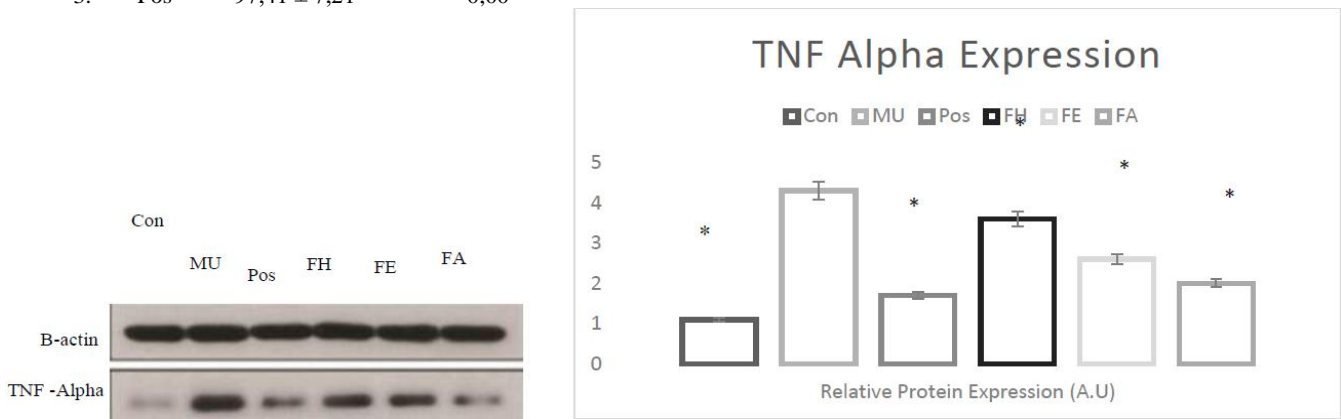 3. Pos 97,41 ± 7,21 0,00
Con
MU Pos FH FE FA
B-actin
TNF -Alpha
TNF Alpha Expression
Con MU Pos FH FE FA
*
5
4
3
2
1
0
* * * * 
Relative Protein Expression (A.U)